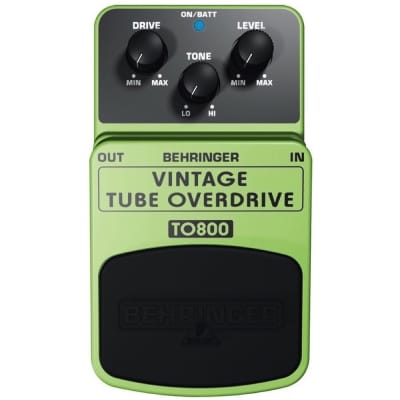 ON/BATT
DRIVE
LEVEL
TONE
MIN MAX
MIN MAX
LO HI
OUT BEHRINGER IN
VINTAGE
TUBE OVERDRIVE
TO800
BEHRINGER